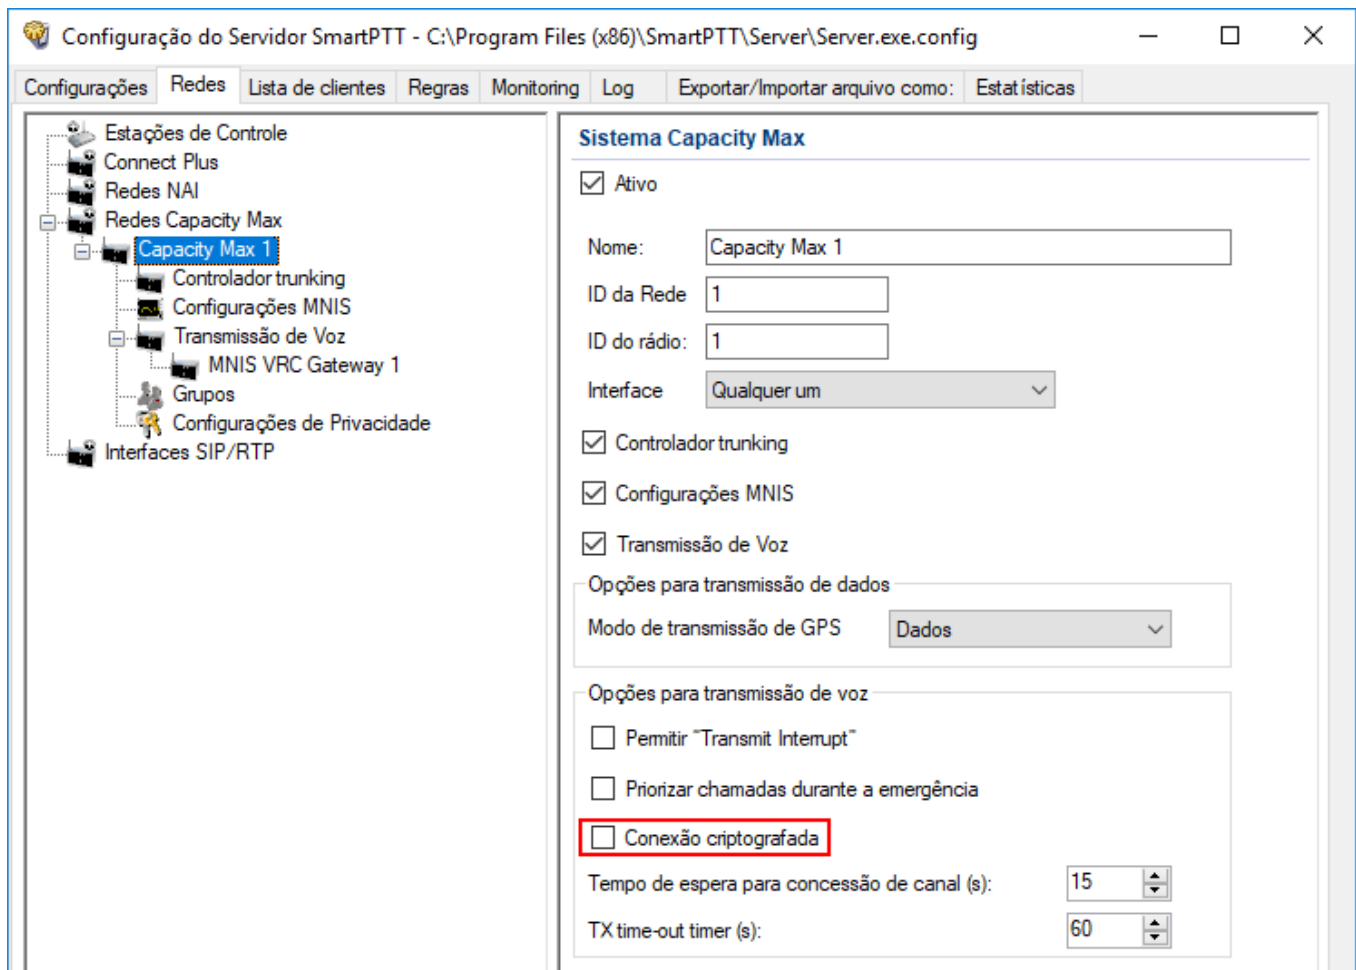 Configuração do Servidor SmartPTT - C:\Program Files (x86)\SmartPTT\Server\Server.exe.config
Configurações Redes Lista de clientes Regras Monitoring Log Exportar/Importar arquivo como: Estatísticas
Estações de Controle
Connect Plus
Redes NAI
Redes Capacity Max
Capacity Max 1
Controlador trunking
Configurações MNIS
Transmissão de Voz
MNIS VRC Gateway 1
Grupos
Configurações de Privacidade
Interfaces SIP/RTP
Sistema Capacity Max
Ativo
Nome: Capacity Max 1
ID da Rede 1
ID do rádio: 1
Interface Qualquer um
Controlador trunking
Configurações MNIS
Transmissão de Voz
Opções para transmissão de dados
Modo de transmissão de GPS Dados
Opções para transmissão de voz
Permitir "Transmit Interrupt"
Priorizar chamadas durante a emergência
Conexão criptografada
Tempo de espera para concessão de canal (s): 15
TX time-out timer (s): 60